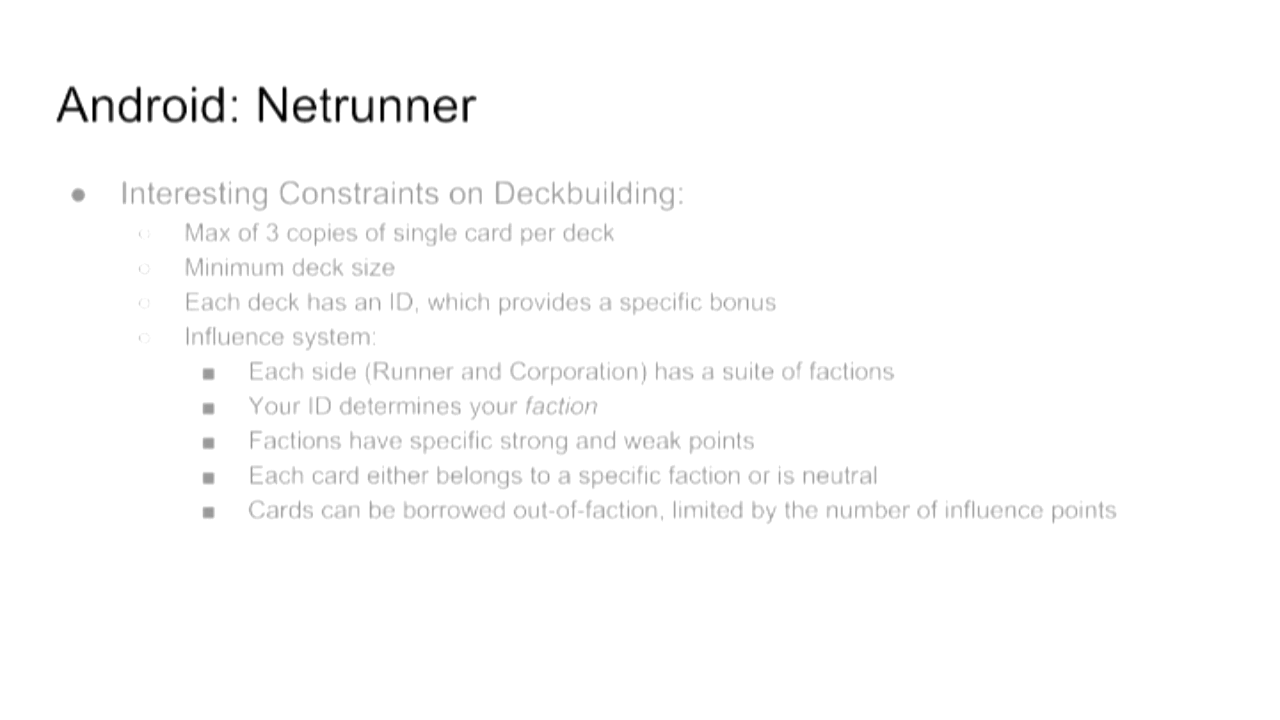 Android: Netrunner
● Interesting Constraints on Deckbuilding:
○ Max of 3 copies of single card per deck
○ Minimum deck size
○ Each deck has an ID, which provides a specific bonus
○ Influence system:
■ Each side (Runner and Corporation) has a suite of factions
■ Your ID determines your faction
■ Factions have specific strong and weak points
■ Each card either belongs to a specific faction or is neutral
■ Cards can be borrowed out-of-faction, limited by the number of influence points